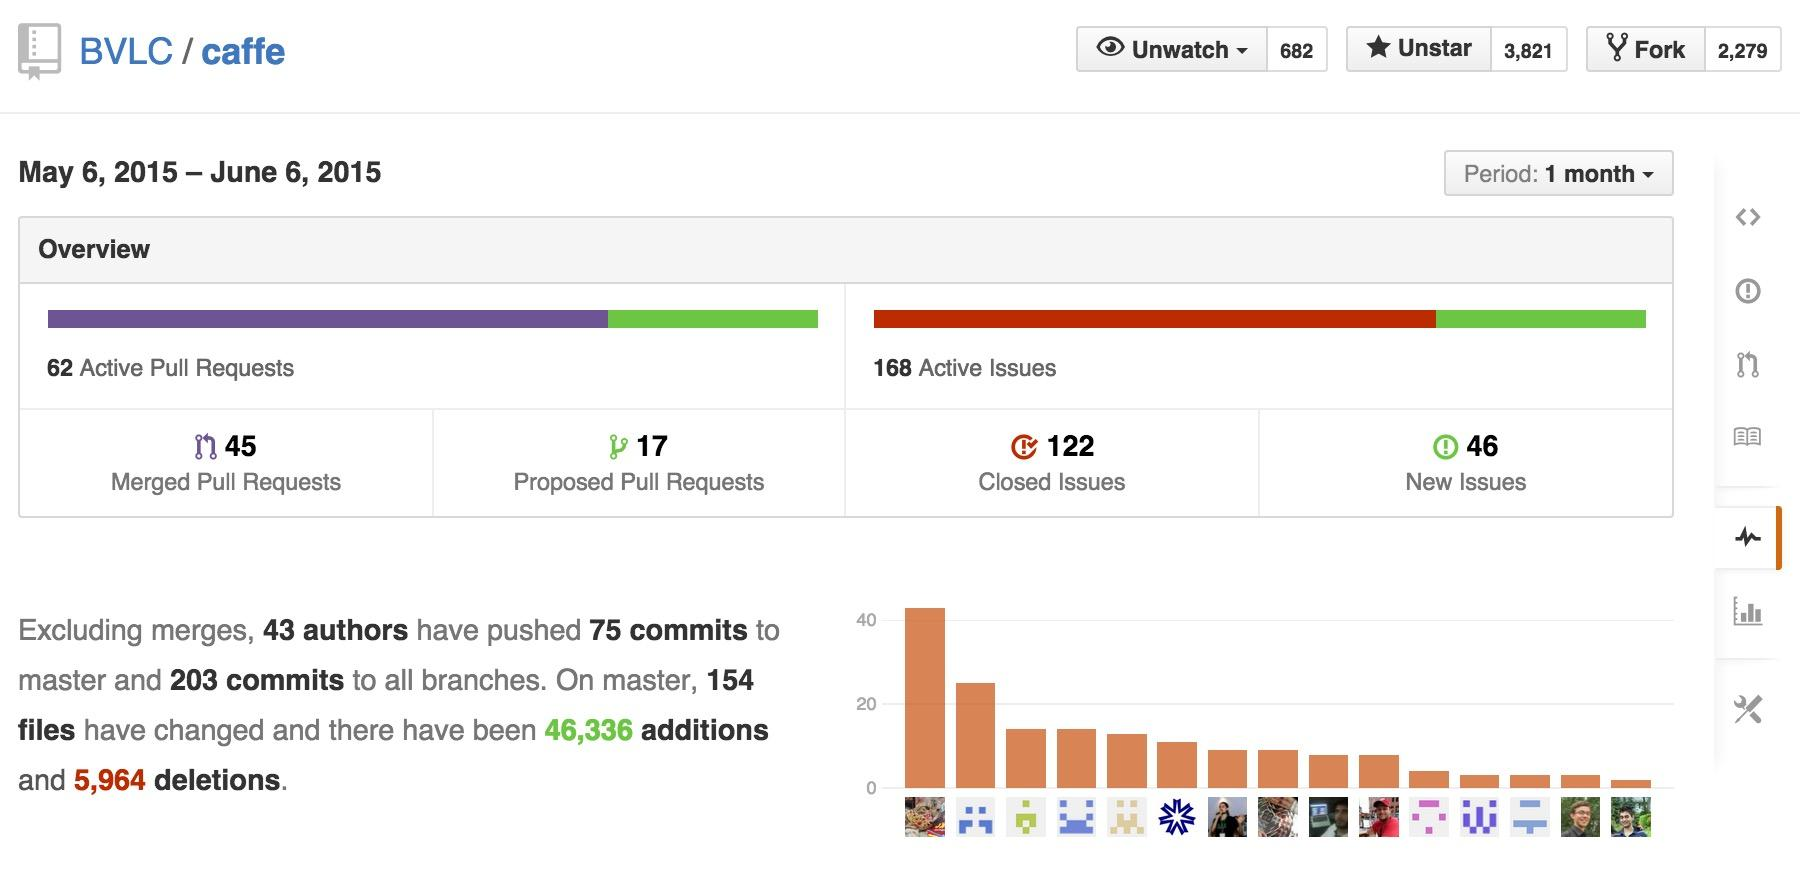 BVLC / caffe
Unwatch 682
Unstar 3,821
Fork 2,279
May 6, 2015 – June 6, 2015
Period: 1 month
Overview
62 Active Pull Requests
168 Active Issues
45
Merged Pull Requests
17
Proposed Pull Requests
122
Closed Issues
46
New Issues
Excluding merges, 43 authors have pushed 75 commits to
master and 203 commits to all branches. On master, 154
files have changed and there have been 46,336 additions
and 5,964 deletions.
40
20
0